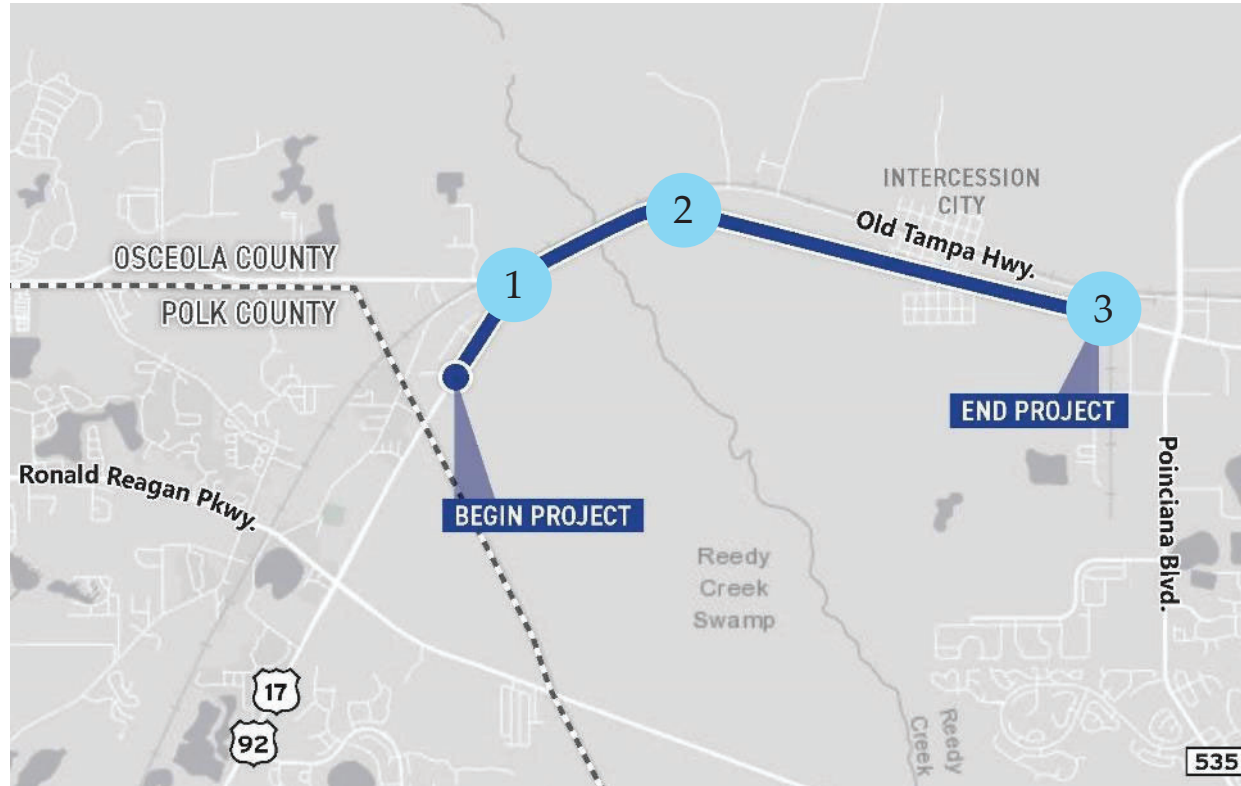 INTERCESSION
CITY
2
Old Tampa Hwy.
OSCEOLA COUNTY
1
POLK COUNTY
3
END PROJECT
Poinciana Blvd.
Ronald Reagan Pkwy.
BEGIN PROJECT
Reedy
Creek
Swamp
17
92
Reedy
Creek
535